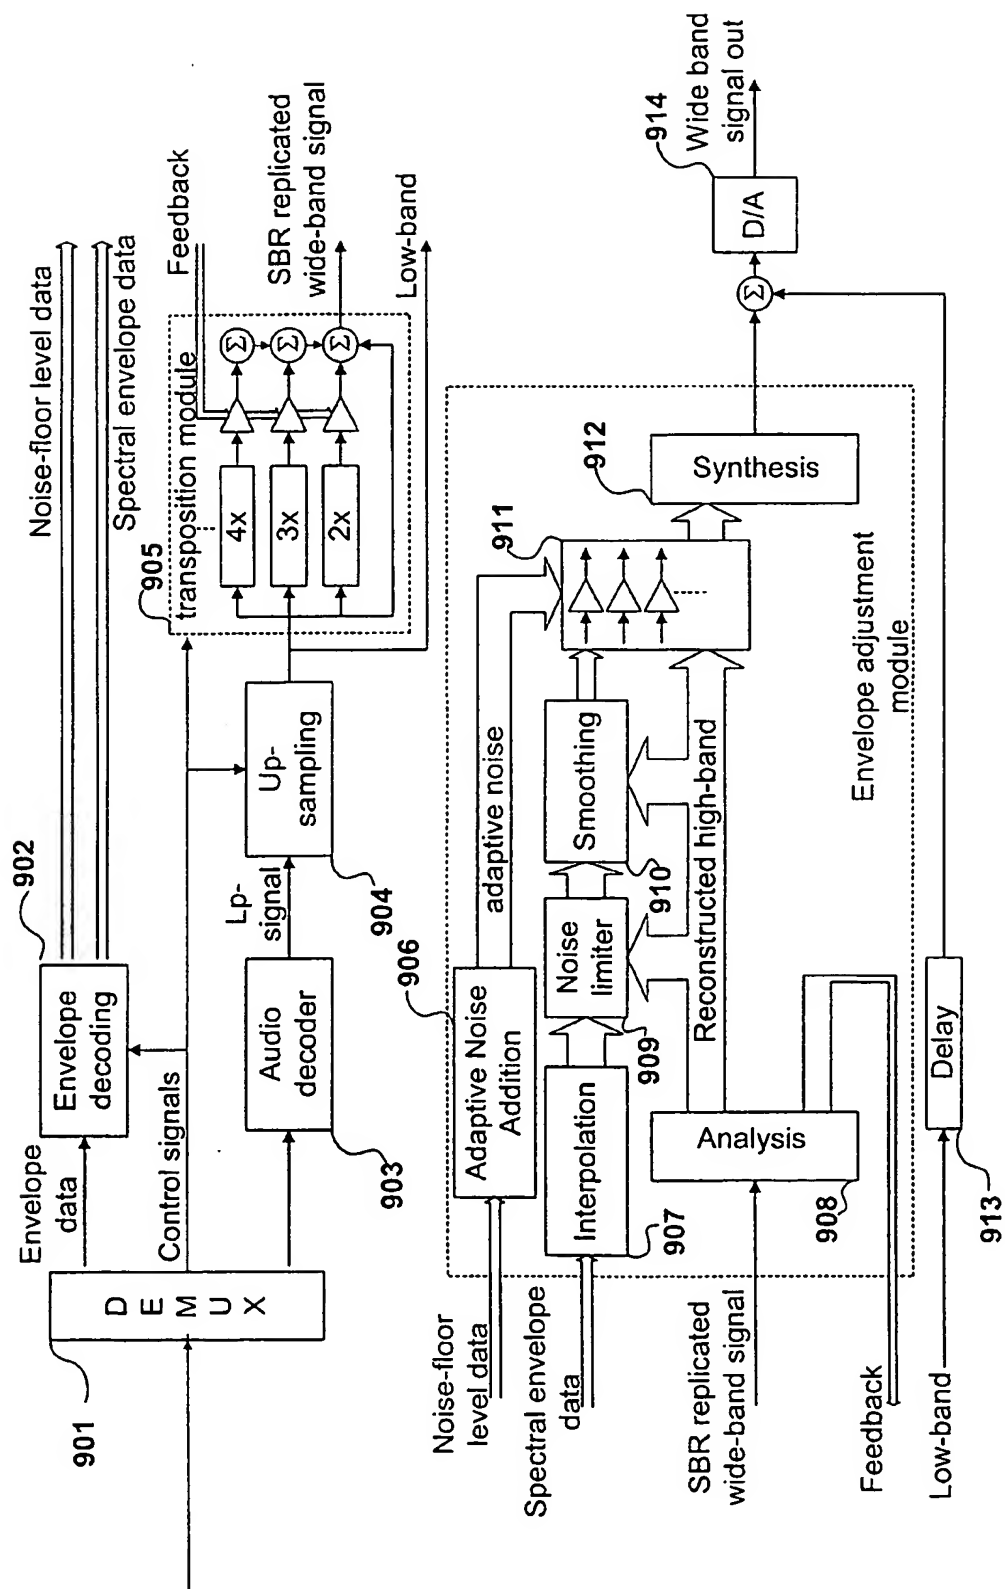 901
D
E
M
U
X
Envelope
data
Control signals
902
Envelope
decoding
903
Audio
decoder
Lp-
signal
904
Up-
sampling
905
transposition module
4x
3x
2x
Σ
Σ
Σ
Noise-floor level data
Spectral envelope data
Feedback
SBR replicated
wide-band signal
Low-band
Noise-floor
level data
Spectral envelope
data
SBR replicated
wide-band signal
Feedback
Low-band
906
Adaptive Noise
Addition
adaptive noise
907
Interpolation
908
Analysis
909
Noise
limiter
910
Smoothing
Reconstructed high-band
911
912
Synthesis
Envelope adjustment
module
913
Delay
Σ
914
D/A
Wide band
signal out